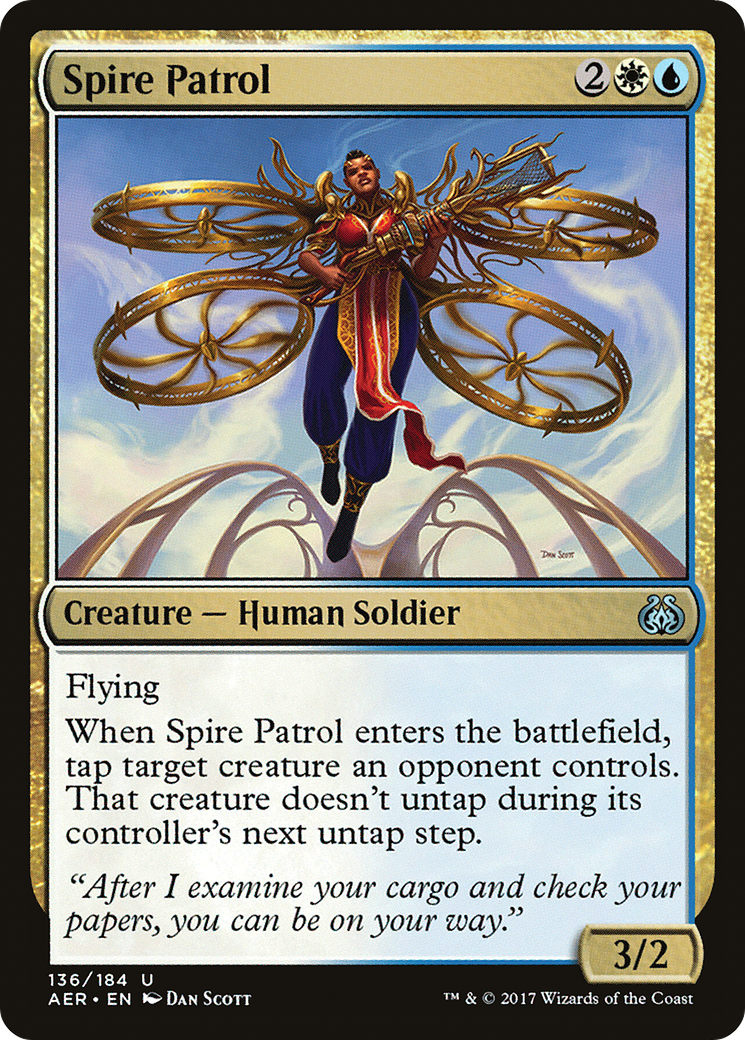 Spire Patrol
2
DAN SCOTT
Creature — Human Soldier
Flying
When Spire Patrol enters the battlefield,
tap target creature an opponent controls.
That creature doesn't untap during its
controller's next untap step.
“After I examine your cargo and check your
papers, you can be on your way.”
3/2
136/184 U
AER • EN Dan Scott
™ & © 2017 Wizards of the Coast